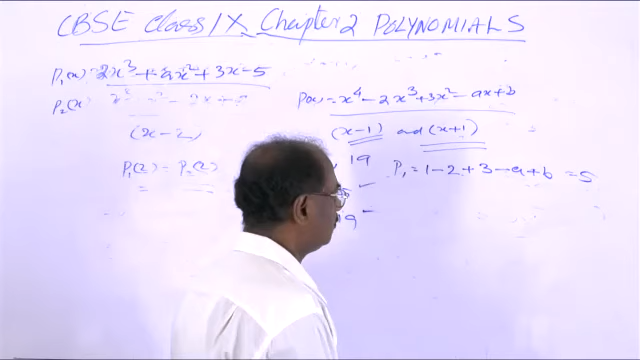 CBSE Class IX Chapter 2 POLYNOMIALS
P₁(x) = 2x³ + ax² + 3x - 5
P₂(x)
(x - 2)
P₁(2) = P₂(2)
P(x) = x⁴ - 2x³ + 3x² - ax + b
(x - 1) and (x + 1)
19
P₁ = 1 - 2 + 3 - a + b = 5
19